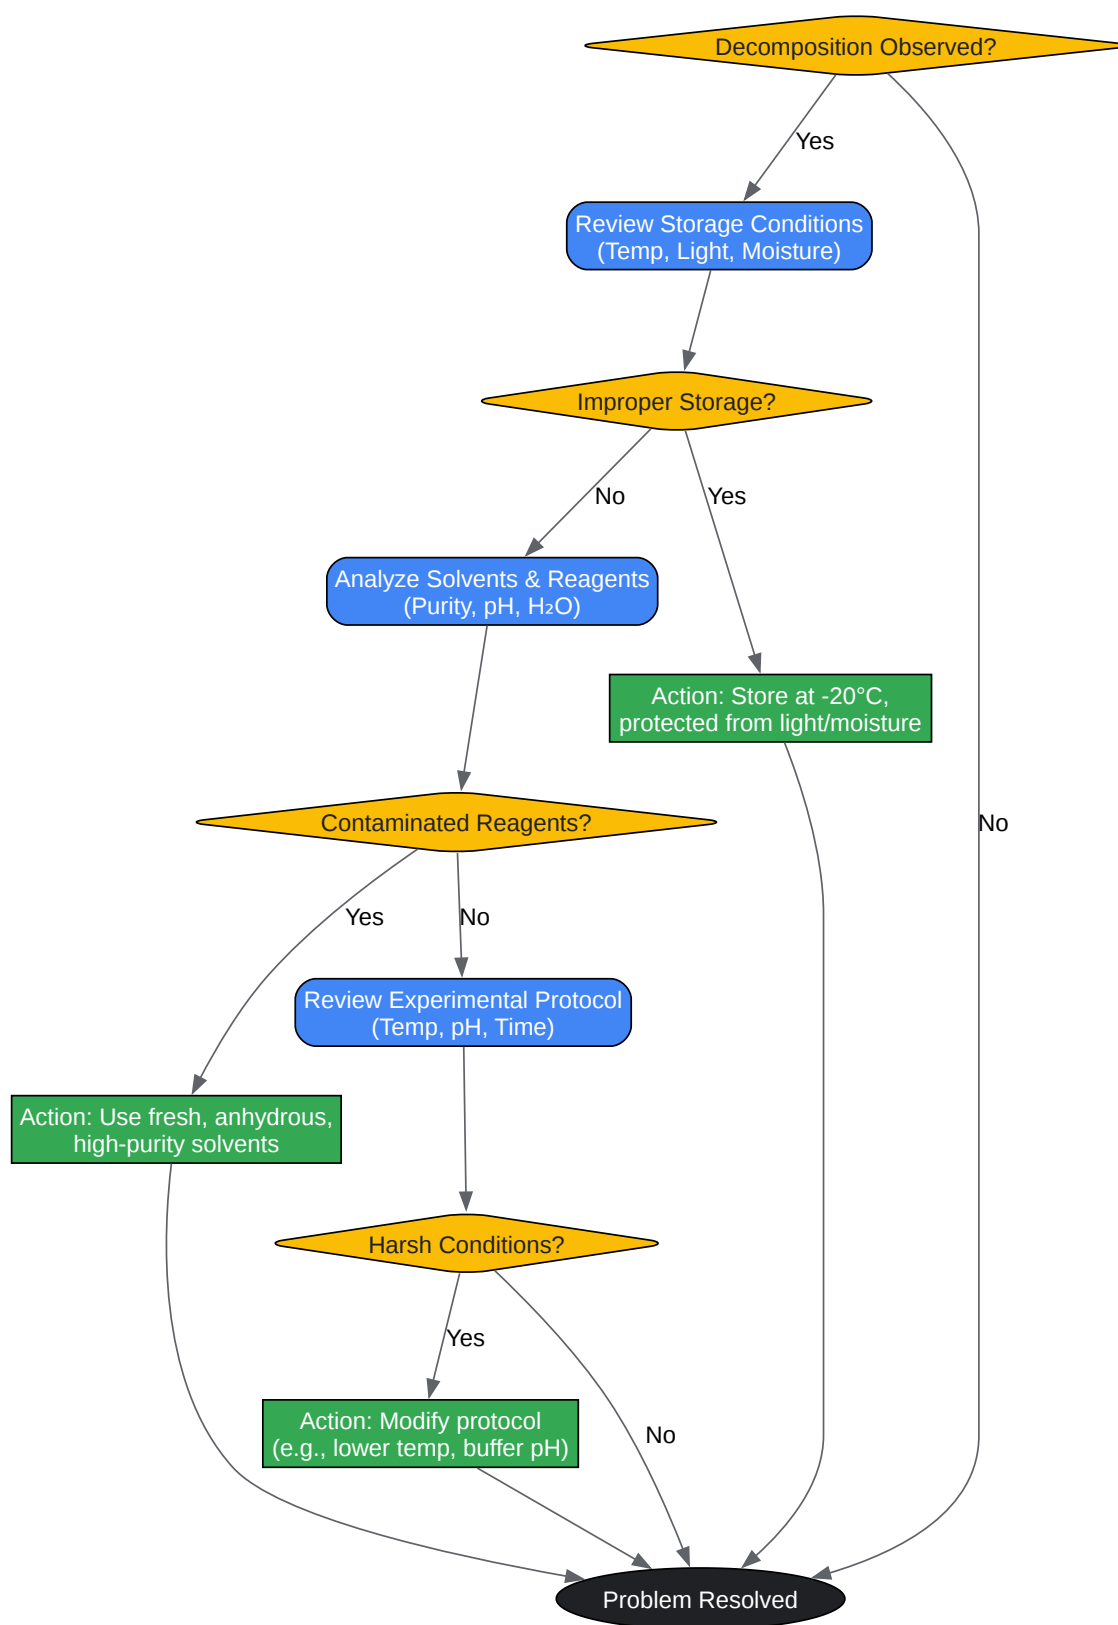 Decomposition Observed?
Yes
Review Storage Conditions
(Temp, Light, Moisture)
Improper Storage?
No
Yes
Analyze Solvents & Reagents
(Purity, pH, H₂O)
Action: Store at -20°C,
protected from light/moisture
Contaminated Reagents?
No
Yes
No
Review Experimental Protocol
(Temp, pH, Time)
Action: Use fresh, anhydrous,
high-purity solvents
Harsh Conditions?
Yes
Action: Modify protocol
(e.g., lower temp, buffer pH)
No
Problem Resolved